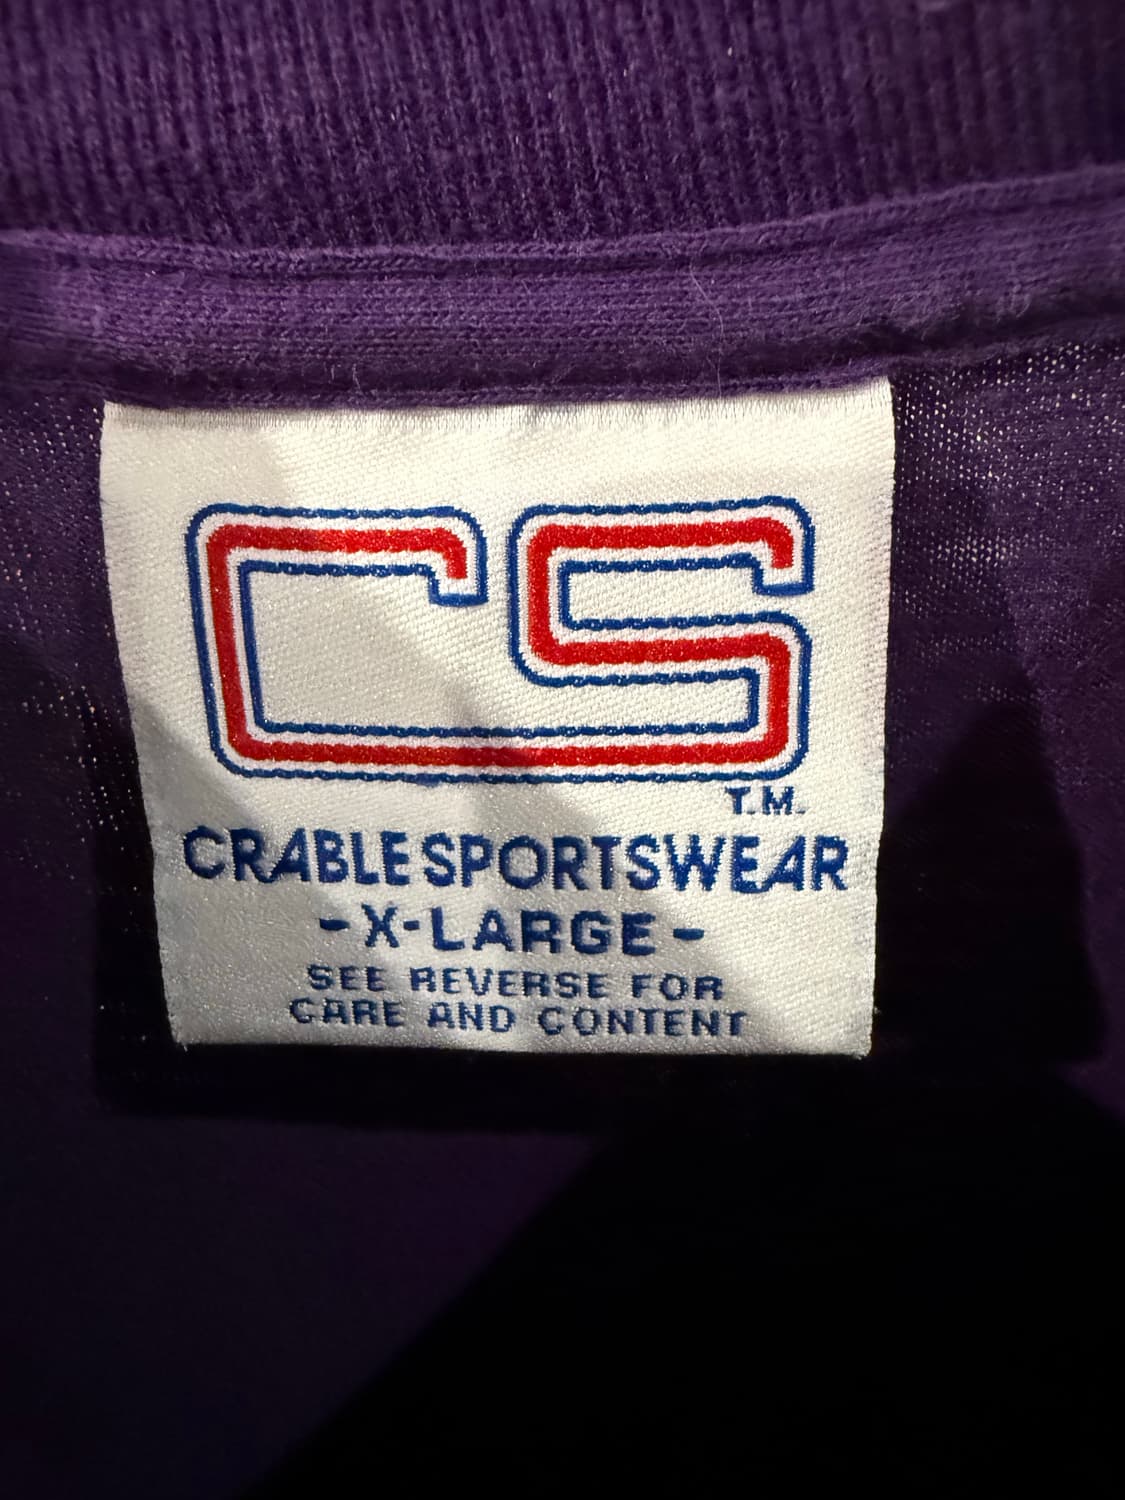 CS
T.M.
CRABLE SPORTSWEAR
-X-LARGE-
SEE REVERSE FOR
CARE AND CONTENT